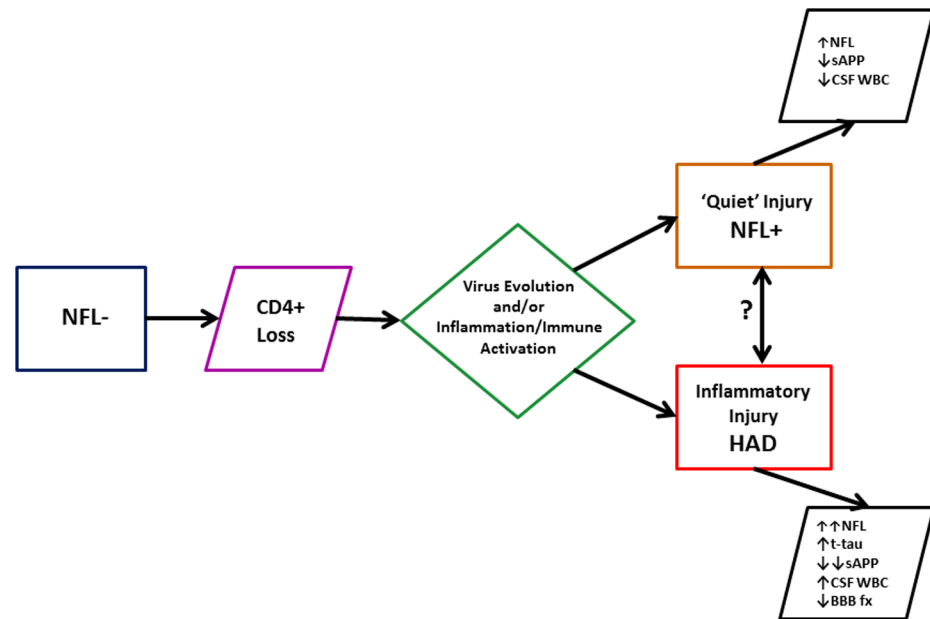 ↑NFL
↓sAPP
↓CSF WBC
‘Quiet’ Injury
NFL+
NFL-
CD4+
Loss
Virus Evolution
and/or
Inflammation/Immune
Activation
?
Inflammatory
Injury
HAD
↑↑NFL
↑t-tau
↓↓sAPP
↑CSF WBC
↓BBB fx